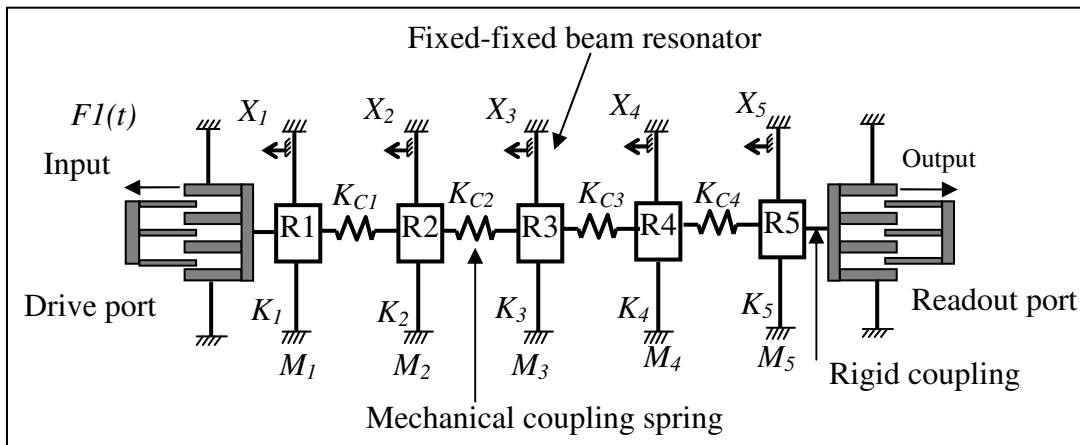 Fixed-fixed beam resonator
F1(t)
Input
X1 X2 X3 X4 X5
Output
KC1 KC2 KC3 KC4
R1 R2 R3 R4 R5
Drive port
K1 K2 K3 K4 K5
Readout port
M1 M2 M3 M4 M5
Rigid coupling
Mechanical coupling spring